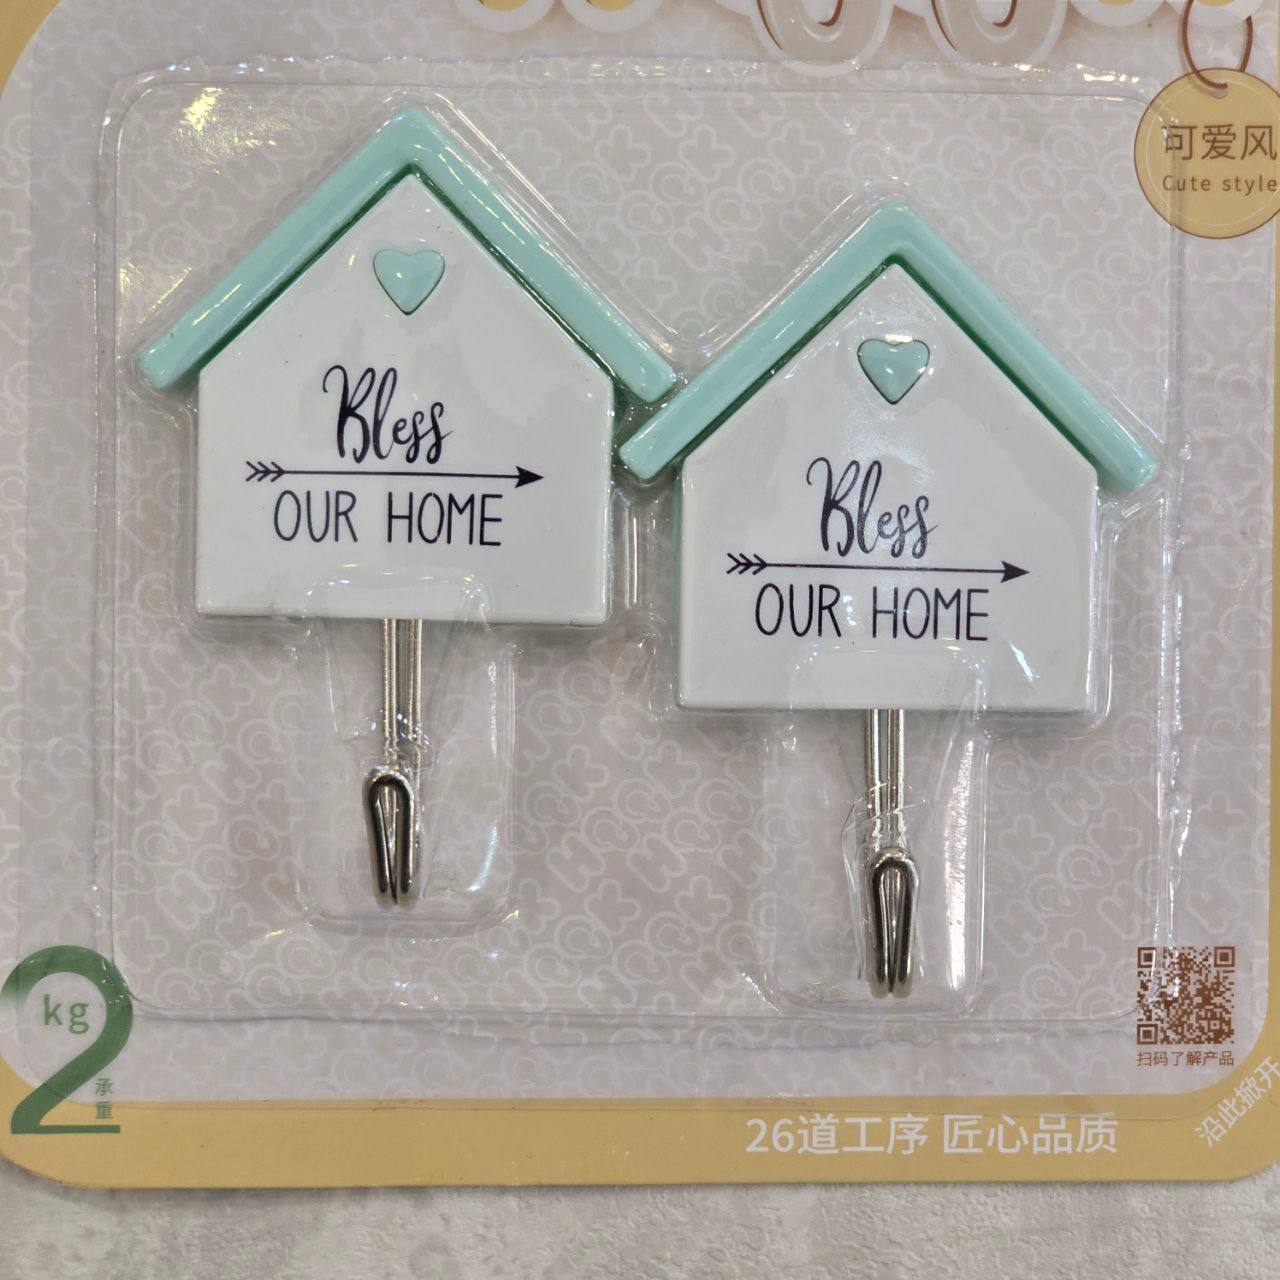 可爱风
Cute style
Bless
OUR HOME
Bless
OUR HOME
kg
2
承重
扫码了解产品
沿此掀开
26道工序 匠心品质